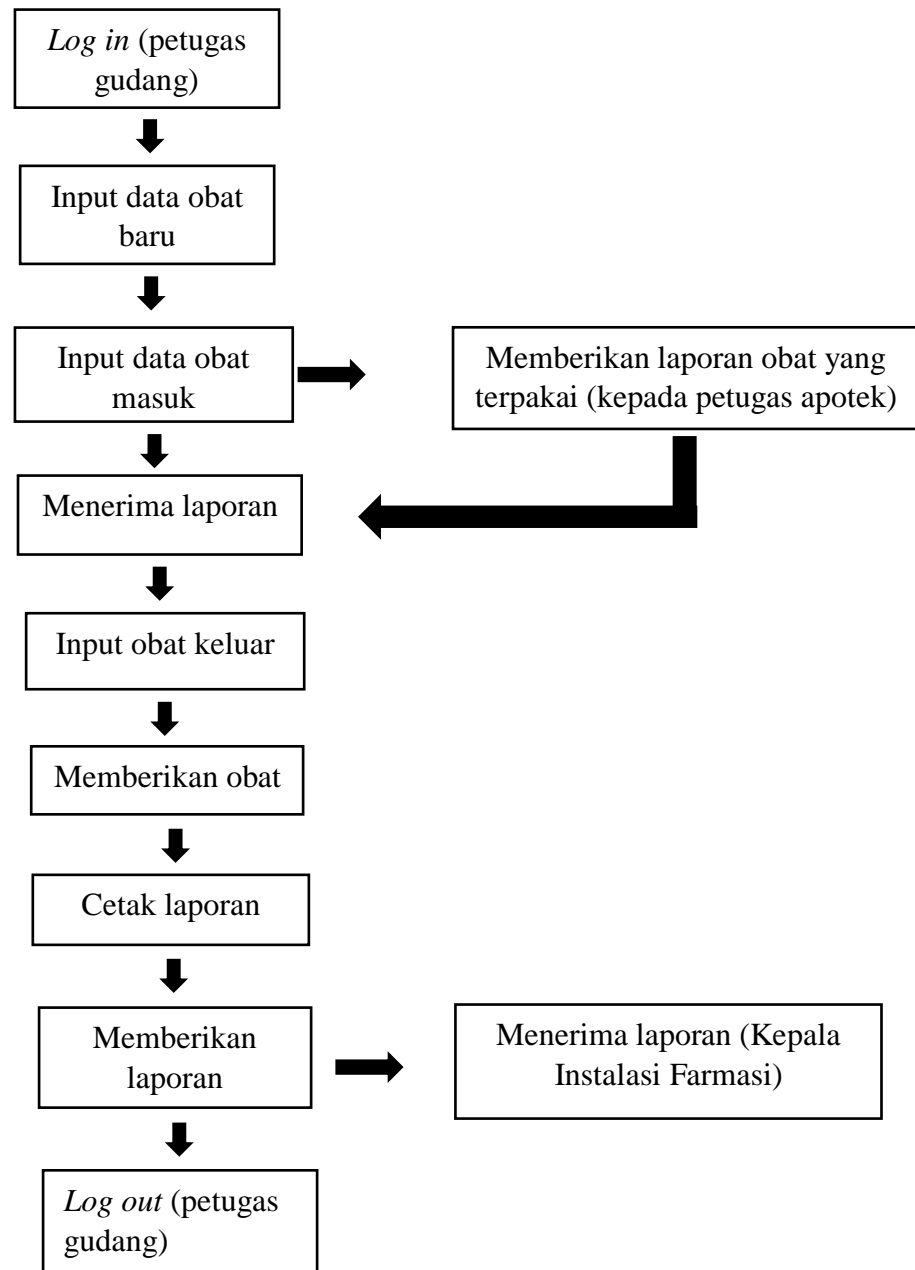 Log in (petugas
gudang)
Input data obat
baru
Input data obat
masuk
Memberikan laporan obat yang
terpakai (kepada petugas apotek)
Menerima laporan
Input obat keluar
Memberikan obat
Cetak laporan
Memberikan
laporan
Menerima laporan (Kepala
Instalasi Farmasi)
Log out (petugas
gudang)